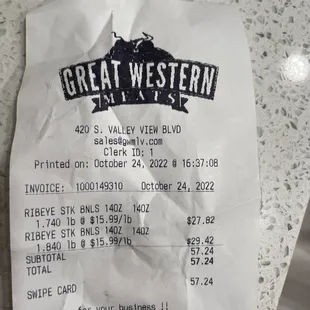 GREAT WESTERN
MEATS
420 S. VALLEY VIEW BLVD
sales@gwmlv.com
Clerk ID: 1
Printed on: October 24, 2022 @ 16:37:08
INVOICE: 1000149310 October 24, 2022
RIBEYE STK BNLS 14OZ 14OZ
1.740 lb @ $15.99/lb $27.82
RIBEYE STK BNLS 14OZ 14OZ
1.840 lb @ $15.99/lb $29.42
SUBTOTAL 57.24
TOTAL 57.24
SWIPE CARD 57.24
for your business !!